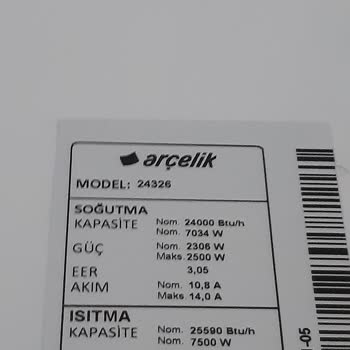 arçelik
MODEL: 24326
SOĞUTMA
KAPASİTE Nom. 24000 Btu/h
Nom. 7034 W
GÜÇ Nom. 2306 W
Maks. 2500 W
EER 3,05
AKIM Nom. 10,8 A
Maks. 14,0 A
ISITMA
KAPASİTE Nom. 25590 Btu/h
Nom. 7500 W
-05